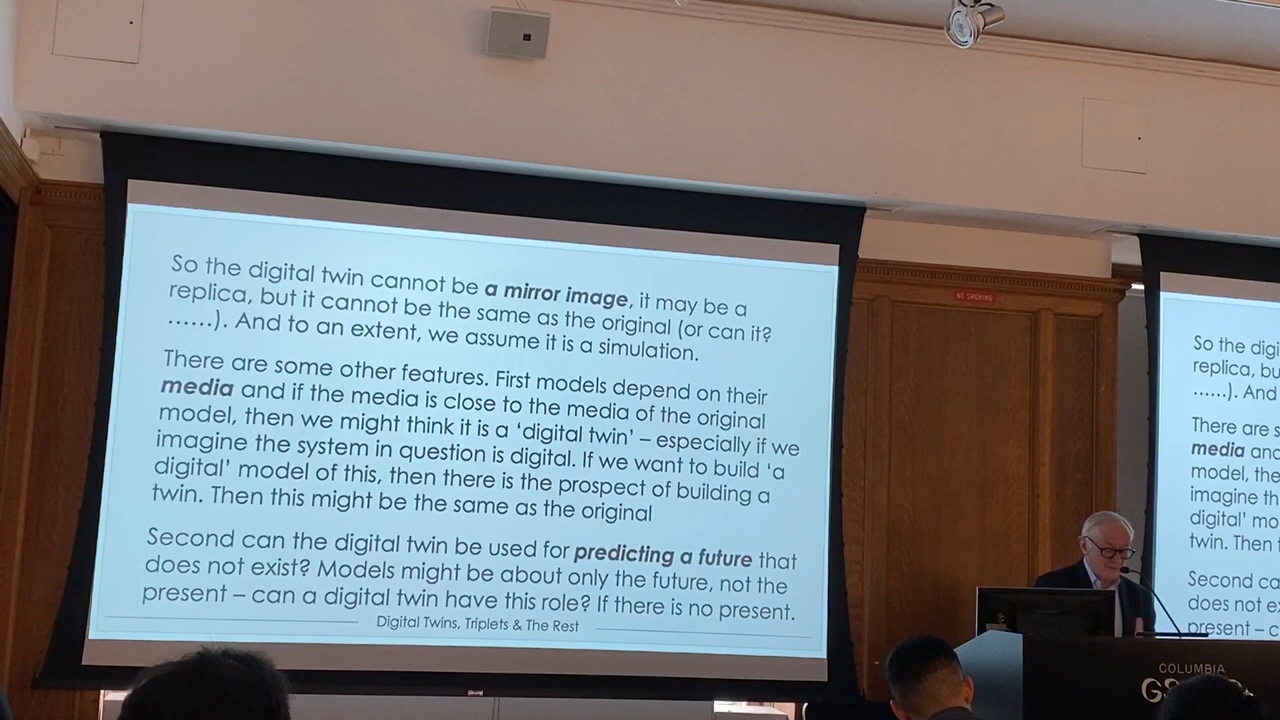 So the digital twin cannot be a mirror image, it may be a
replica, but it cannot be the same as the original (or can it?
......). And to an extent, we assume it is a simulation.
There are some other features. First models depend on their
media and if the media is close to the media of the original
model, then we might think it is a ‘digital twin’ – especially if we
imagine the system in question is digital. If we want to build ‘a
digital’ model of this, then there is the prospect of building a
twin. Then this might be the same as the original
Second can the digital twin be used for predicting a future that
does not exist? Models might be about only the future, not the
present – can a digital twin have this role? If there is no present.
Digital Twins, Triplets & The Rest
NO SMOKING
So the digi
replica, bu
......). And
There are s
media and
model, the
imagine th
digital’ mo
twin. Then
Second ca
does not e
present – c
COLUMBIA